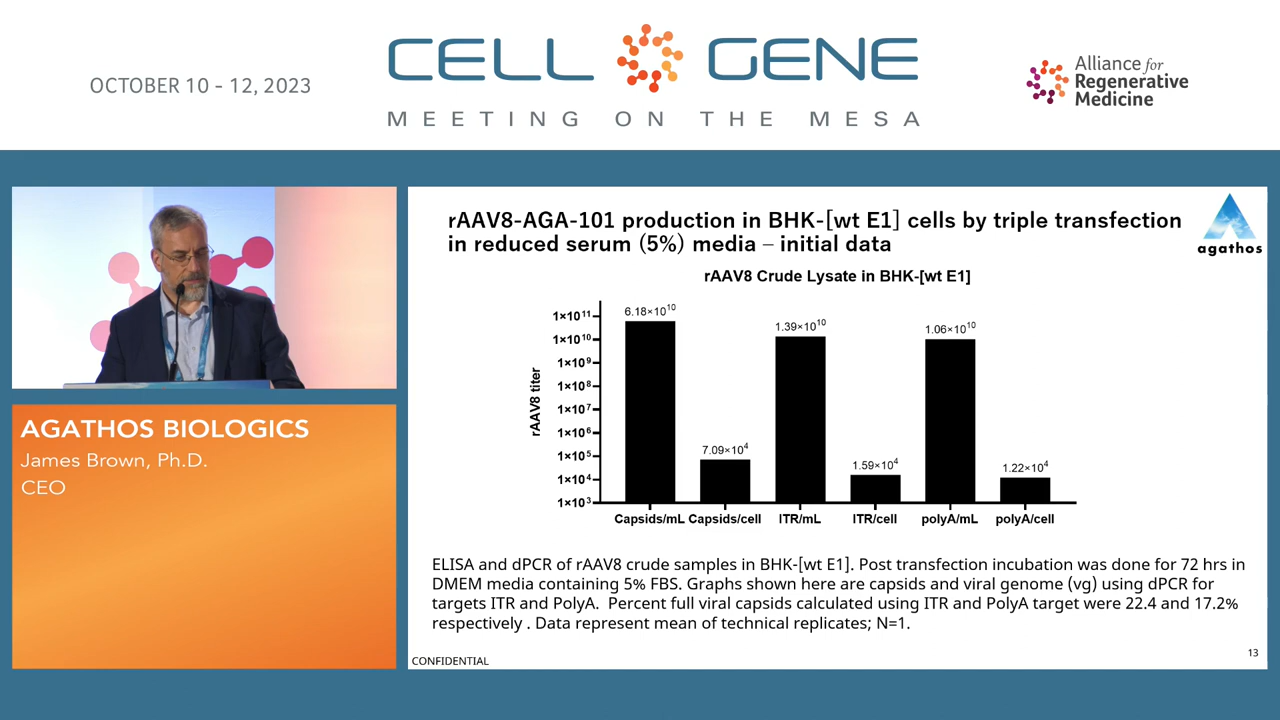 OCTOBER 10 - 12, 2023
CELL GENE
MEETING ON THE MESA
Alliance for
Regenerative
Medicine
AGATHOS BIOLOGICS
James Brown, Ph.D.
CEO
rAAV8-AGA-101 production in BHK-[wt E1] cells by triple transfection
in reduced serum (5%) media – initial data
agathos
rAAV8 Crude Lysate in BHK-[wt E1]
rAAV8 titer
1×10¹¹
1×10¹⁰
1×10⁹
1×10⁸
1×10⁷
1×10⁶
1×10⁵
1×10⁴
1×10³
6.18×10¹⁰
7.09×10⁴
1.39×10¹⁰
1.59×10⁴
1.06×10¹⁰
1.22×10⁴
Capsids/mL Capsids/cell ITR/mL ITR/cell polyA/mL polyA/cell
ELISA and dPCR of rAAV8 crude samples in BHK-[wt E1]. Post transfection incubation was done for 72 hrs in
DMEM media containing 5% FBS. Graphs shown here are capsids and viral genome (vg) using dPCR for
targets ITR and PolyA. Percent full viral capsids calculated using ITR and PolyA target were 22.4 and 17.2%
respectively . Data represent mean of technical replicates; N=1.
CONFIDENTIAL
13